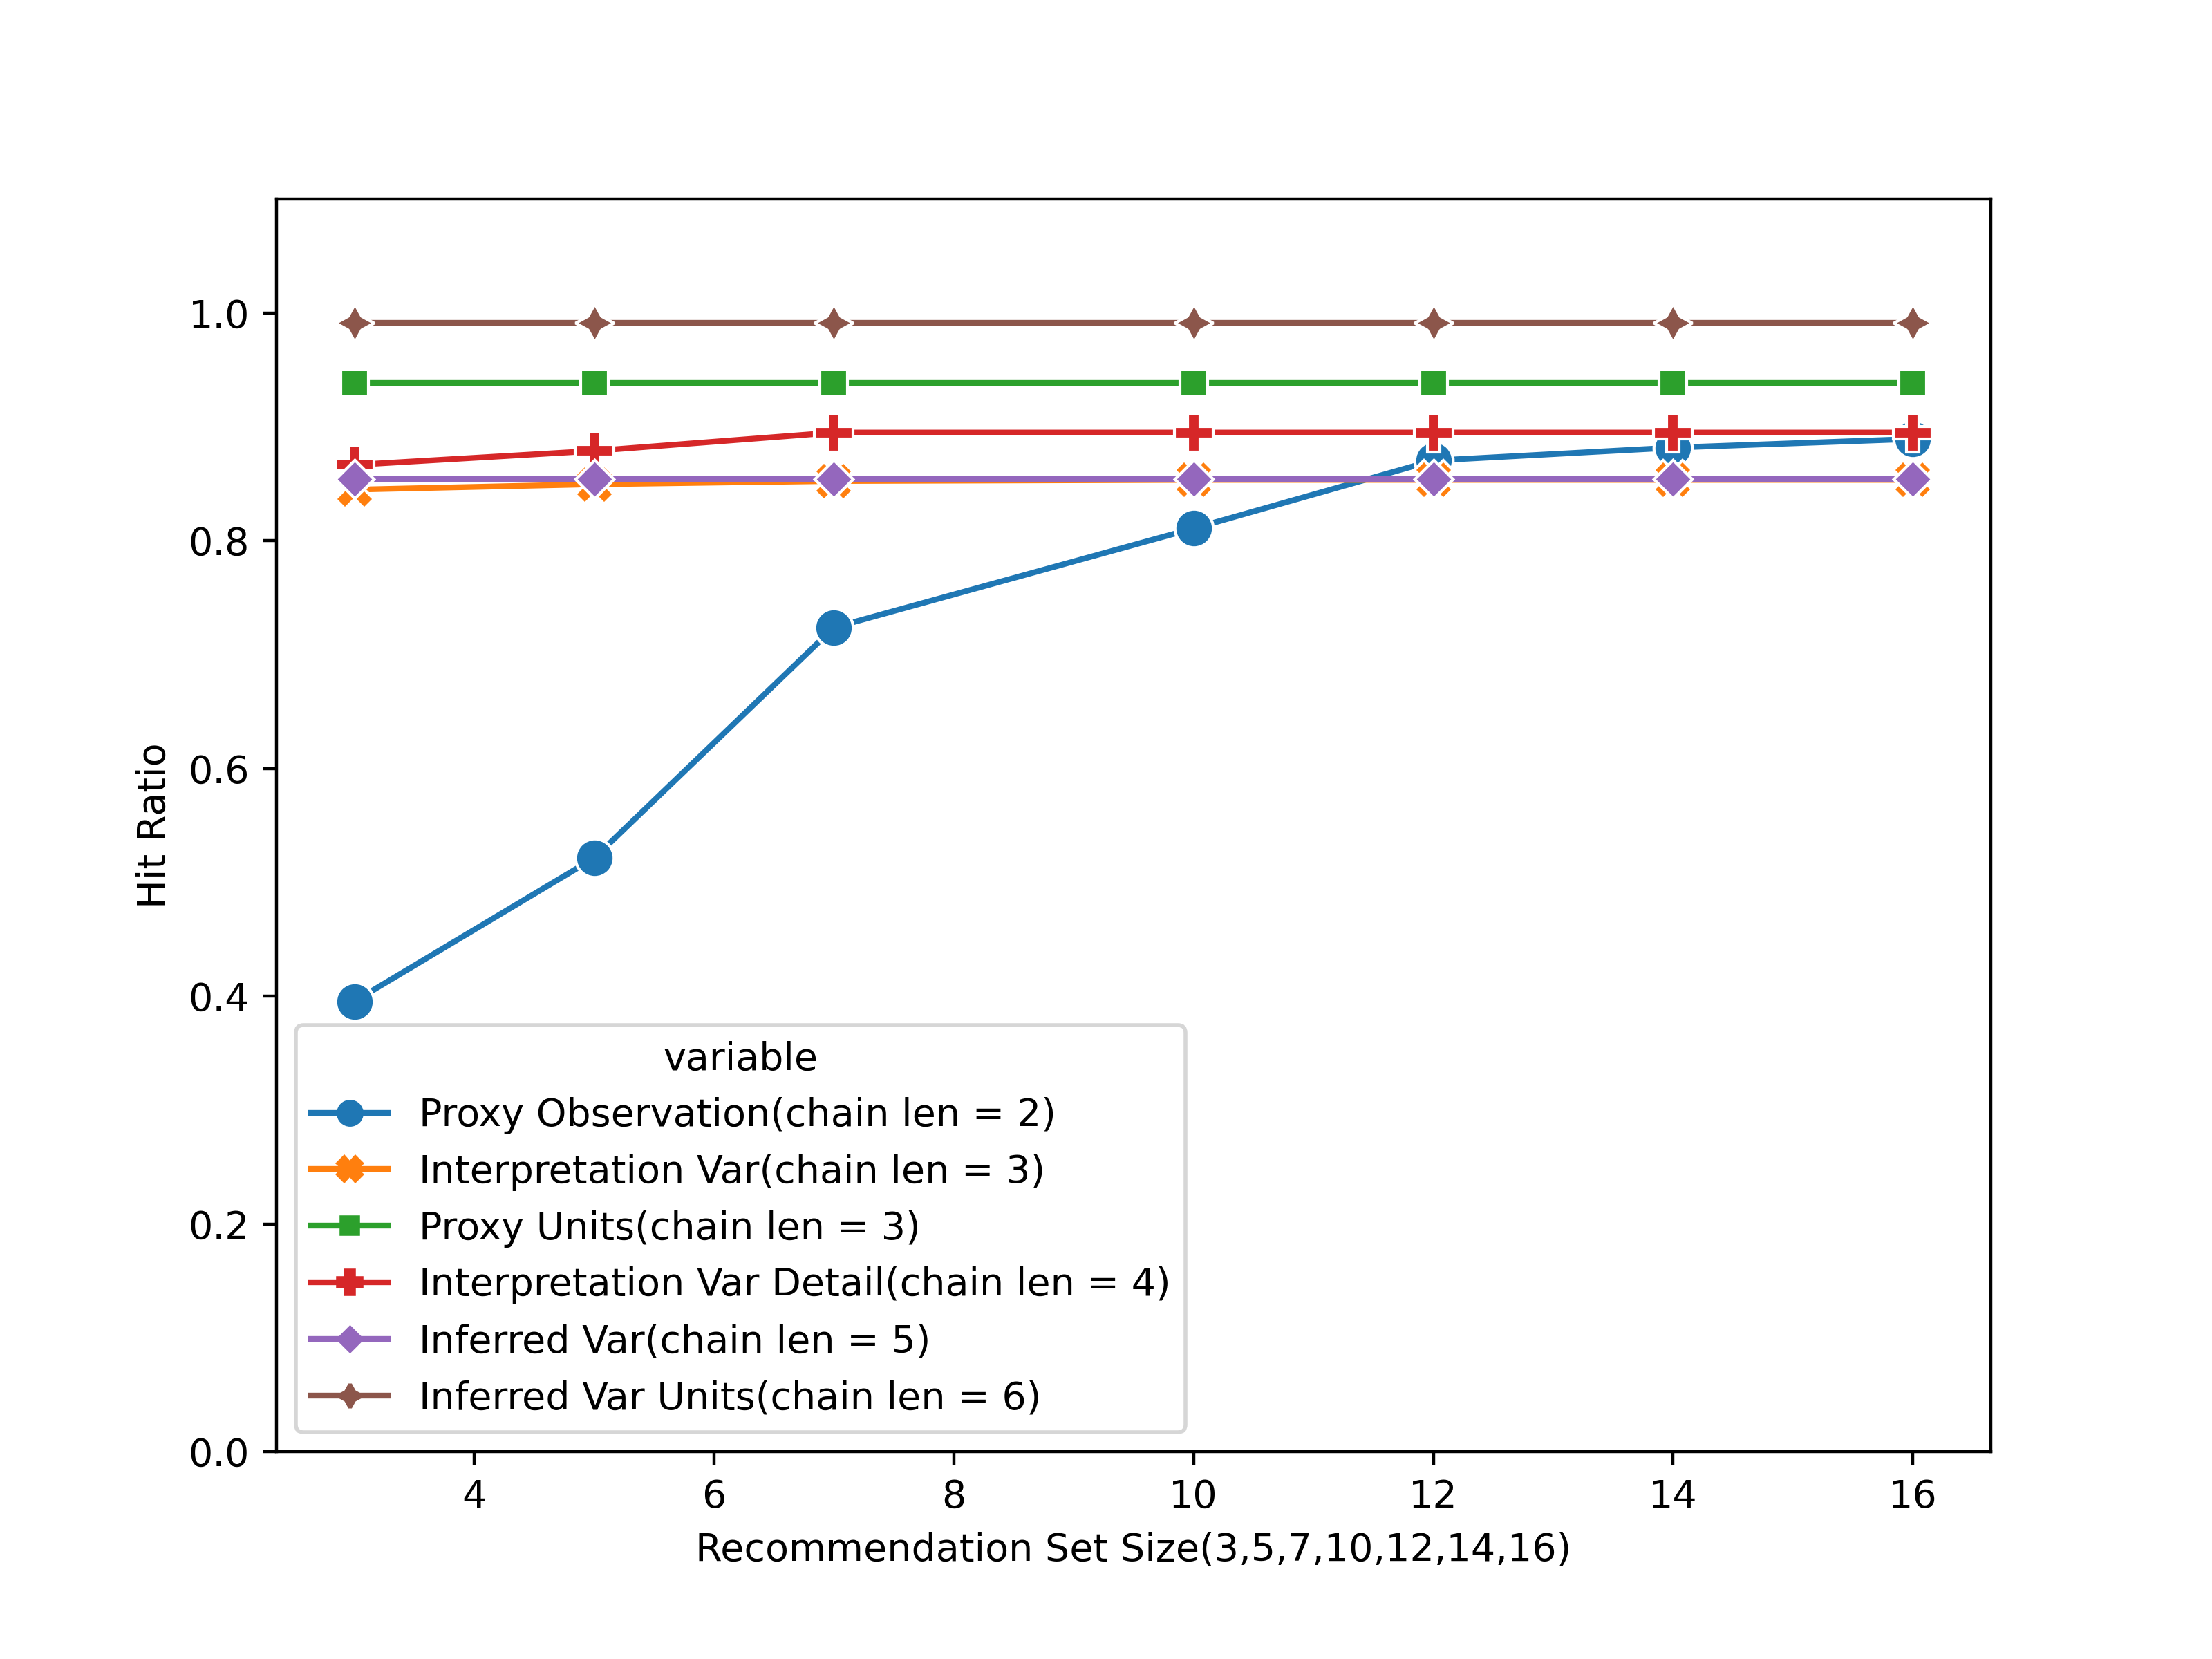 1.0
0.8
0.6
0.4
0.2
0.0
Hit Ratio
variable
Proxy Observation(chain len = 2)
Interpretation Var(chain len = 3)
Proxy Units(chain len = 3)
Interpretation Var Detail(chain len = 4)
Inferred Var(chain len = 5)
Inferred Var Units(chain len = 6)
4 6 8 10 12 14 16
Recommendation Set Size(3,5,7,10,12,14,16)